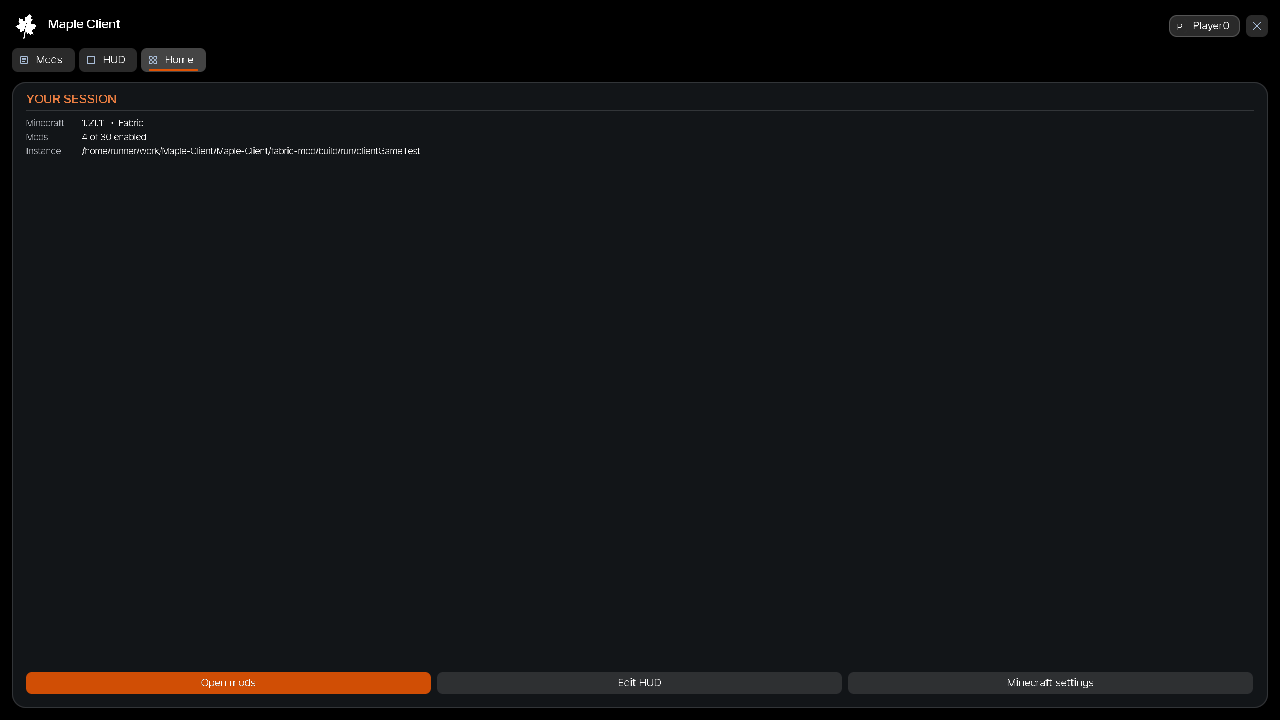 Maple Client
P Player0
Mods
HUD
Home
YOUR SESSION
Minecraft 1.21.11 • Fabric
Mods 4 of 30 enabled
Instance /home/runner/work/Maple-Client/Maple-Client/fabric-mod/build/run/clientGameTest
Open mods
Edit HUD
Minecraft settings